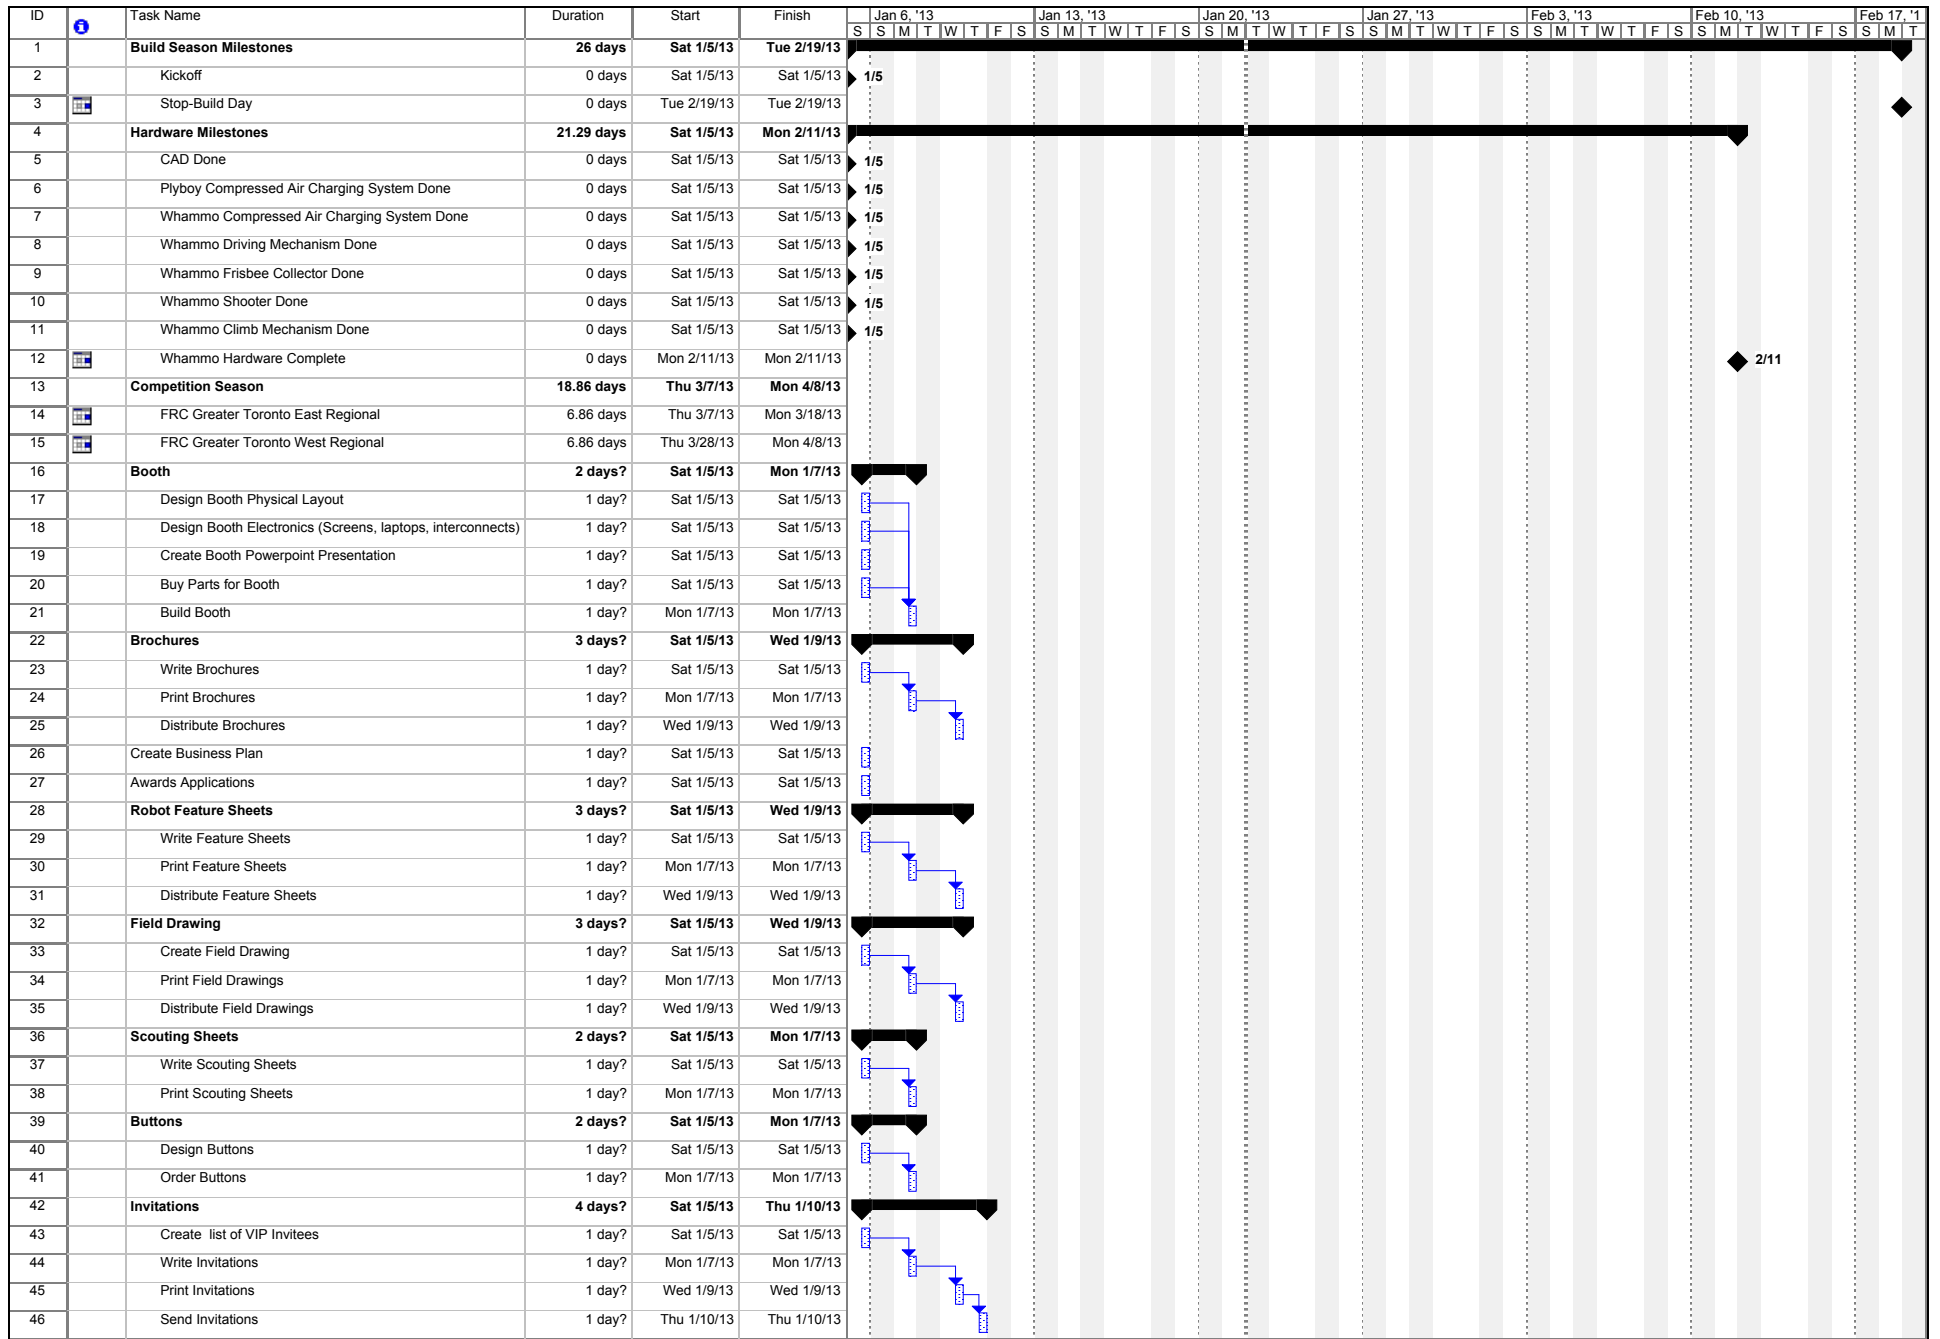 ID Task Name Duration Start Finish Jan 6, '13 Jan 13, '13 Jan 20, '13 Jan 27, '13 Feb 3, '13 Feb 10, '13 Feb 17, '1
S S M T W T F S S M T W T F S S M T W T F S S M T W T F S S M T W T F S S M T W T F S S M T
1 Build Season Milestones 26 days Sat 1/5/13 Tue 2/19/13
2 Kickoff 0 days Sat 1/5/13 Sat 1/5/13 1/5
3 Stop-Build Day 0 days Tue 2/19/13 Tue 2/19/13
4 Hardware Milestones 21.29 days Sat 1/5/13 Mon 2/11/13
5 CAD Done 0 days Sat 1/5/13 Sat 1/5/13 1/5
6 Plyboy Compressed Air Charging System Done 0 days Sat 1/5/13 Sat 1/5/13 1/5
7 Whammo Compressed Air Charging System Done 0 days Sat 1/5/13 Sat 1/5/13 1/5
8 Whammo Driving Mechanism Done 0 days Sat 1/5/13 Sat 1/5/13 1/5
9 Whammo Frisbee Collector Done 0 days Sat 1/5/13 Sat 1/5/13 1/5
10 Whammo Shooter Done 0 days Sat 1/5/13 Sat 1/5/13 1/5
11 Whammo Climb Mechanism Done 0 days Sat 1/5/13 Sat 1/5/13 1/5
12 Whammo Hardware Complete 0 days Mon 2/11/13 Mon 2/11/13 2/11
13 Competition Season 18.86 days Thu 3/7/13 Mon 4/8/13
14 FRC Greater Toronto East Regional 6.86 days Thu 3/7/13 Mon 3/18/13
15 FRC Greater Toronto West Regional 6.86 days Thu 3/28/13 Mon 4/8/13
16 Booth 2 days? Sat 1/5/13 Mon 1/7/13
17 Design Booth Physical Layout 1 day? Sat 1/5/13 Sat 1/5/13
18 Design Booth Electronics (Screens, laptops, interconnects) 1 day? Sat 1/5/13 Sat 1/5/13
19 Create Booth Powerpoint Presentation 1 day? Sat 1/5/13 Sat 1/5/13
20 Buy Parts for Booth 1 day? Sat 1/5/13 Sat 1/5/13
21 Build Booth 1 day? Mon 1/7/13 Mon 1/7/13
22 Brochures 3 days? Sat 1/5/13 Wed 1/9/13
23 Write Brochures 1 day? Sat 1/5/13 Sat 1/5/13
24 Print Brochures 1 day? Mon 1/7/13 Mon 1/7/13
25 Distribute Brochures 1 day? Wed 1/9/13 Wed 1/9/13
26 Create Business Plan 1 day? Sat 1/5/13 Sat 1/5/13
27 Awards Applications 1 day? Sat 1/5/13 Sat 1/5/13
28 Robot Feature Sheets 3 days? Sat 1/5/13 Wed 1/9/13
29 Write Feature Sheets 1 day? Sat 1/5/13 Sat 1/5/13
30 Print Feature Sheets 1 day? Mon 1/7/13 Mon 1/7/13
31 Distribute Feature Sheets 1 day? Wed 1/9/13 Wed 1/9/13
32 Field Drawing 3 days? Sat 1/5/13 Wed 1/9/13
33 Create Field Drawing 1 day? Sat 1/5/13 Sat 1/5/13
34 Print Field Drawings 1 day? Mon 1/7/13 Mon 1/7/13
35 Distribute Field Drawings 1 day? Wed 1/9/13 Wed 1/9/13
36 Scouting Sheets 2 days? Sat 1/5/13 Mon 1/7/13
37 Write Scouting Sheets 1 day? Sat 1/5/13 Sat 1/5/13
38 Print Scouting Sheets 1 day? Mon 1/7/13 Mon 1/7/13
39 Buttons 2 days? Sat 1/5/13 Mon 1/7/13
40 Design Buttons 1 day? Sat 1/5/13 Sat 1/5/13
41 Order Buttons 1 day? Mon 1/7/13 Mon 1/7/13
42 Invitations 4 days? Sat 1/5/13 Thu 1/10/13
43 Create list of VIP Invitees 1 day? Sat 1/5/13 Sat 1/5/13
44 Write Invitations 1 day? Mon 1/7/13 Mon 1/7/13
45 Print Invitations 1 day? Wed 1/9/13 Wed 1/9/13
46 Send Invitations 1 day? Thu 1/10/13 Thu 1/10/13